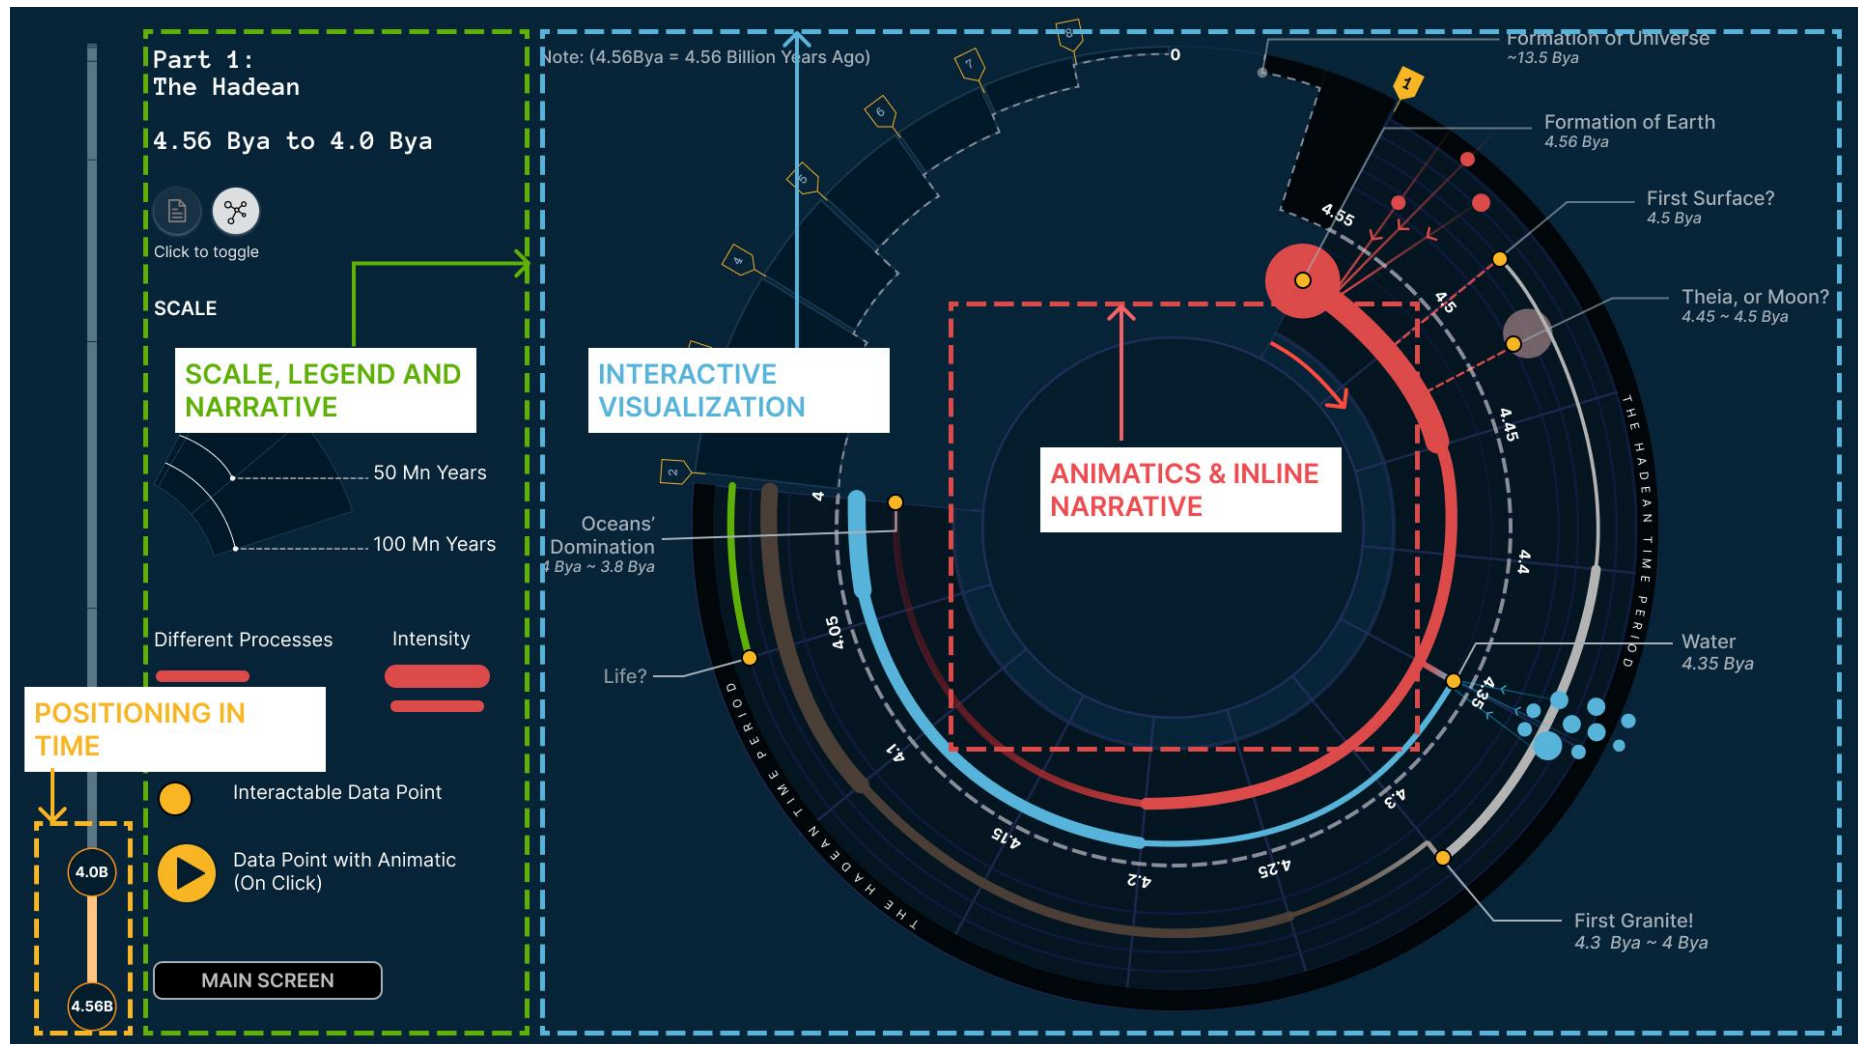 Part 1:
The Hadean
4.56 Bya to 4.0 Bya
Click to toggle
SCALE
SCALE, LEGEND AND
NARRATIVE
50 Mn Years
100 Mn Years
Different Processes
Intensity
POSITIONING IN
TIME
Interactable Data Point
Data Point with Animatic
(On Click)
4.0B
4.56B
MAIN SCREEN
Note: (4.56Bya = 4.56 Billion Years Ago)
INTERACTIVE
VISUALIZATION
ANIMATICS & INLINE
NARRATIVE
0
8
7
6
5
4
2
1
Formation of Universe
~13.5 Bya
Formation of Earth
4.56 Bya
First Surface?
4.5 Bya
Theia, or Moon?
4.45 ~ 4.5 Bya
Water
4.35 Bya
First Granite!
4.3 Bya ~ 4 Bya
Oceans'
Domination
4 Bya ~ 3.8 Bya
Life?
4.55
4.5
4.45
4.4
4.35
4.3
4.25
4.2
4.15
4.1
4.05
4
THE HADEAN TIME PERIOD
THE HADEAN TIME PERIOD